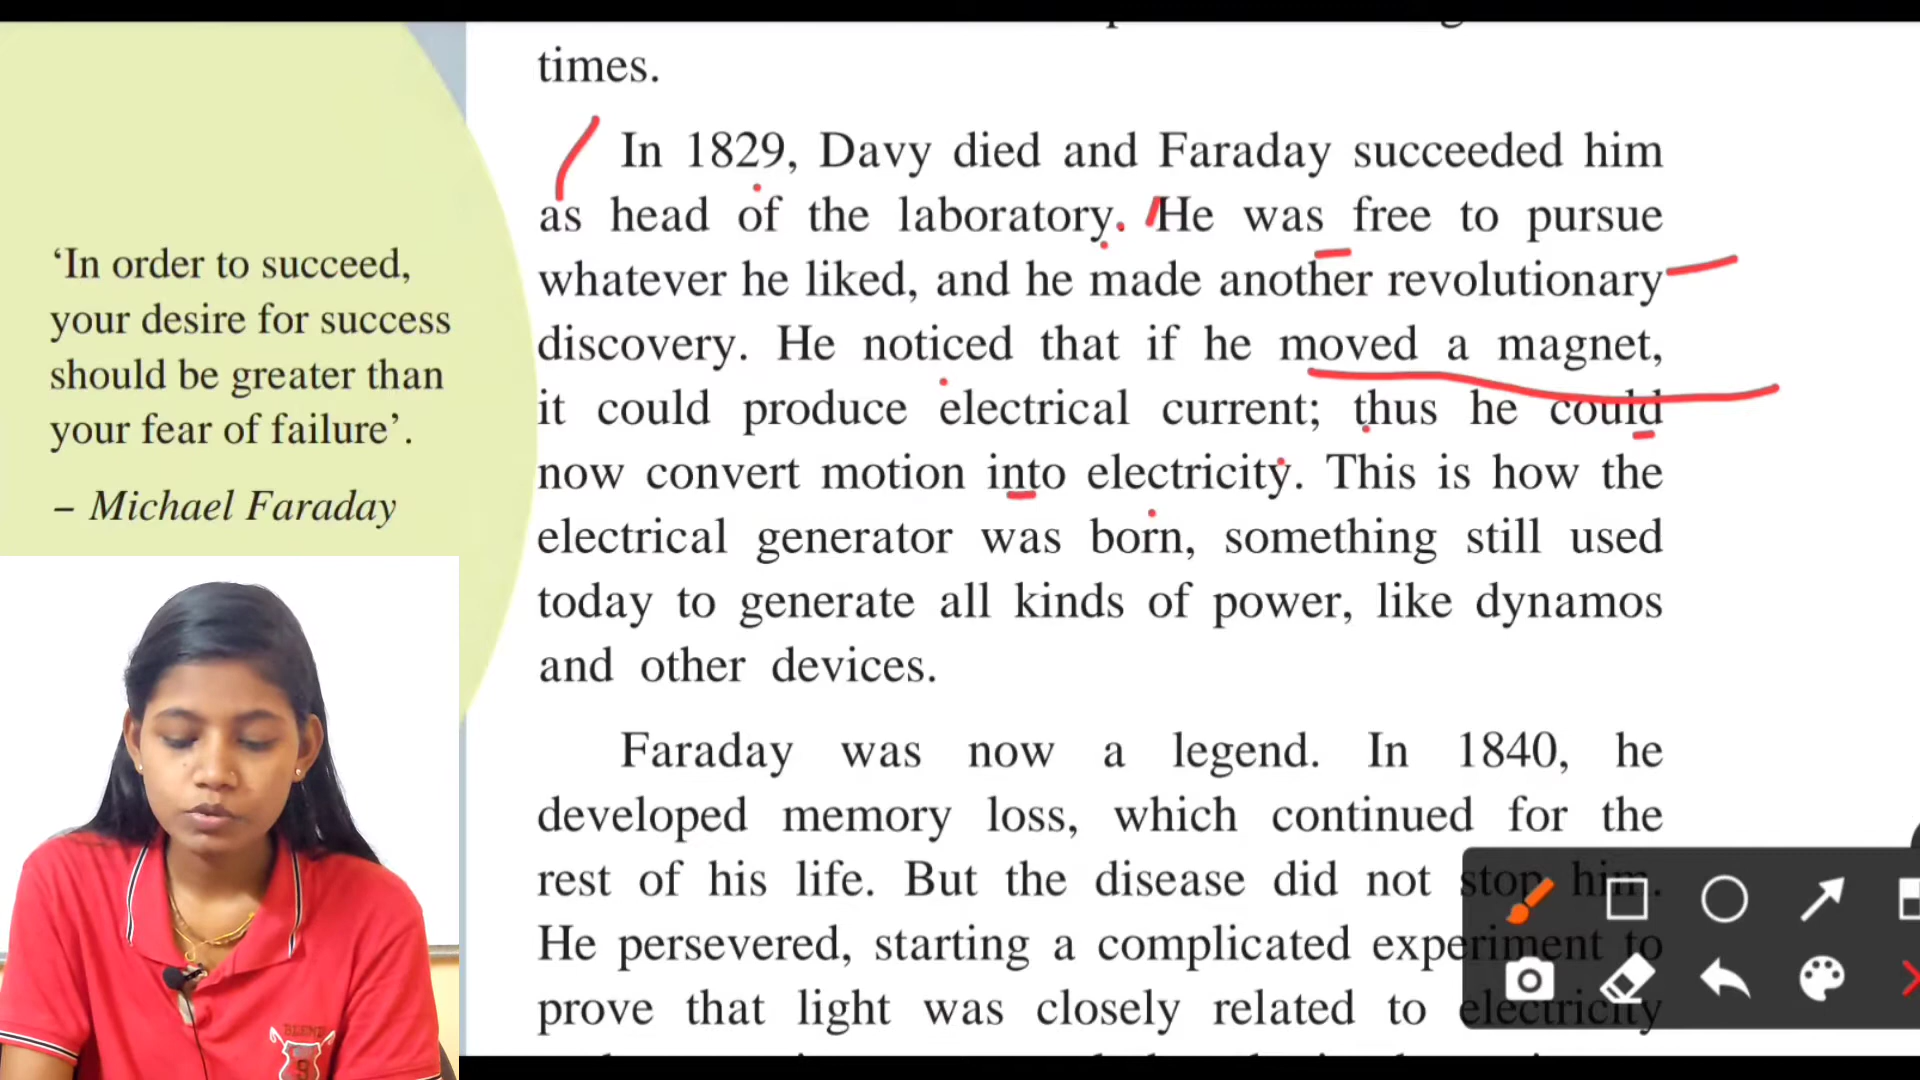 times.
In 1829, Davy died and Faraday succeeded him
as head of the laboratory. He was free to pursue
whatever he liked, and he made another revolutionary
discovery. He noticed that if he moved a magnet,
it could produce electrical current; thus he could
now convert motion into electricity. This is how the
electrical generator was born, something still used
today to generate all kinds of power, like dynamos
and other devices.
Faraday was now a legend. In 1840, he
developed memory loss, which continued for the
rest of his life. But the disease did not stop him.
He persevered, starting a complicated experiment to
prove that light was closely related to electricity
‘In order to succeed,
your desire for success
should be greater than
your fear of failure’.
– Michael Faraday
9